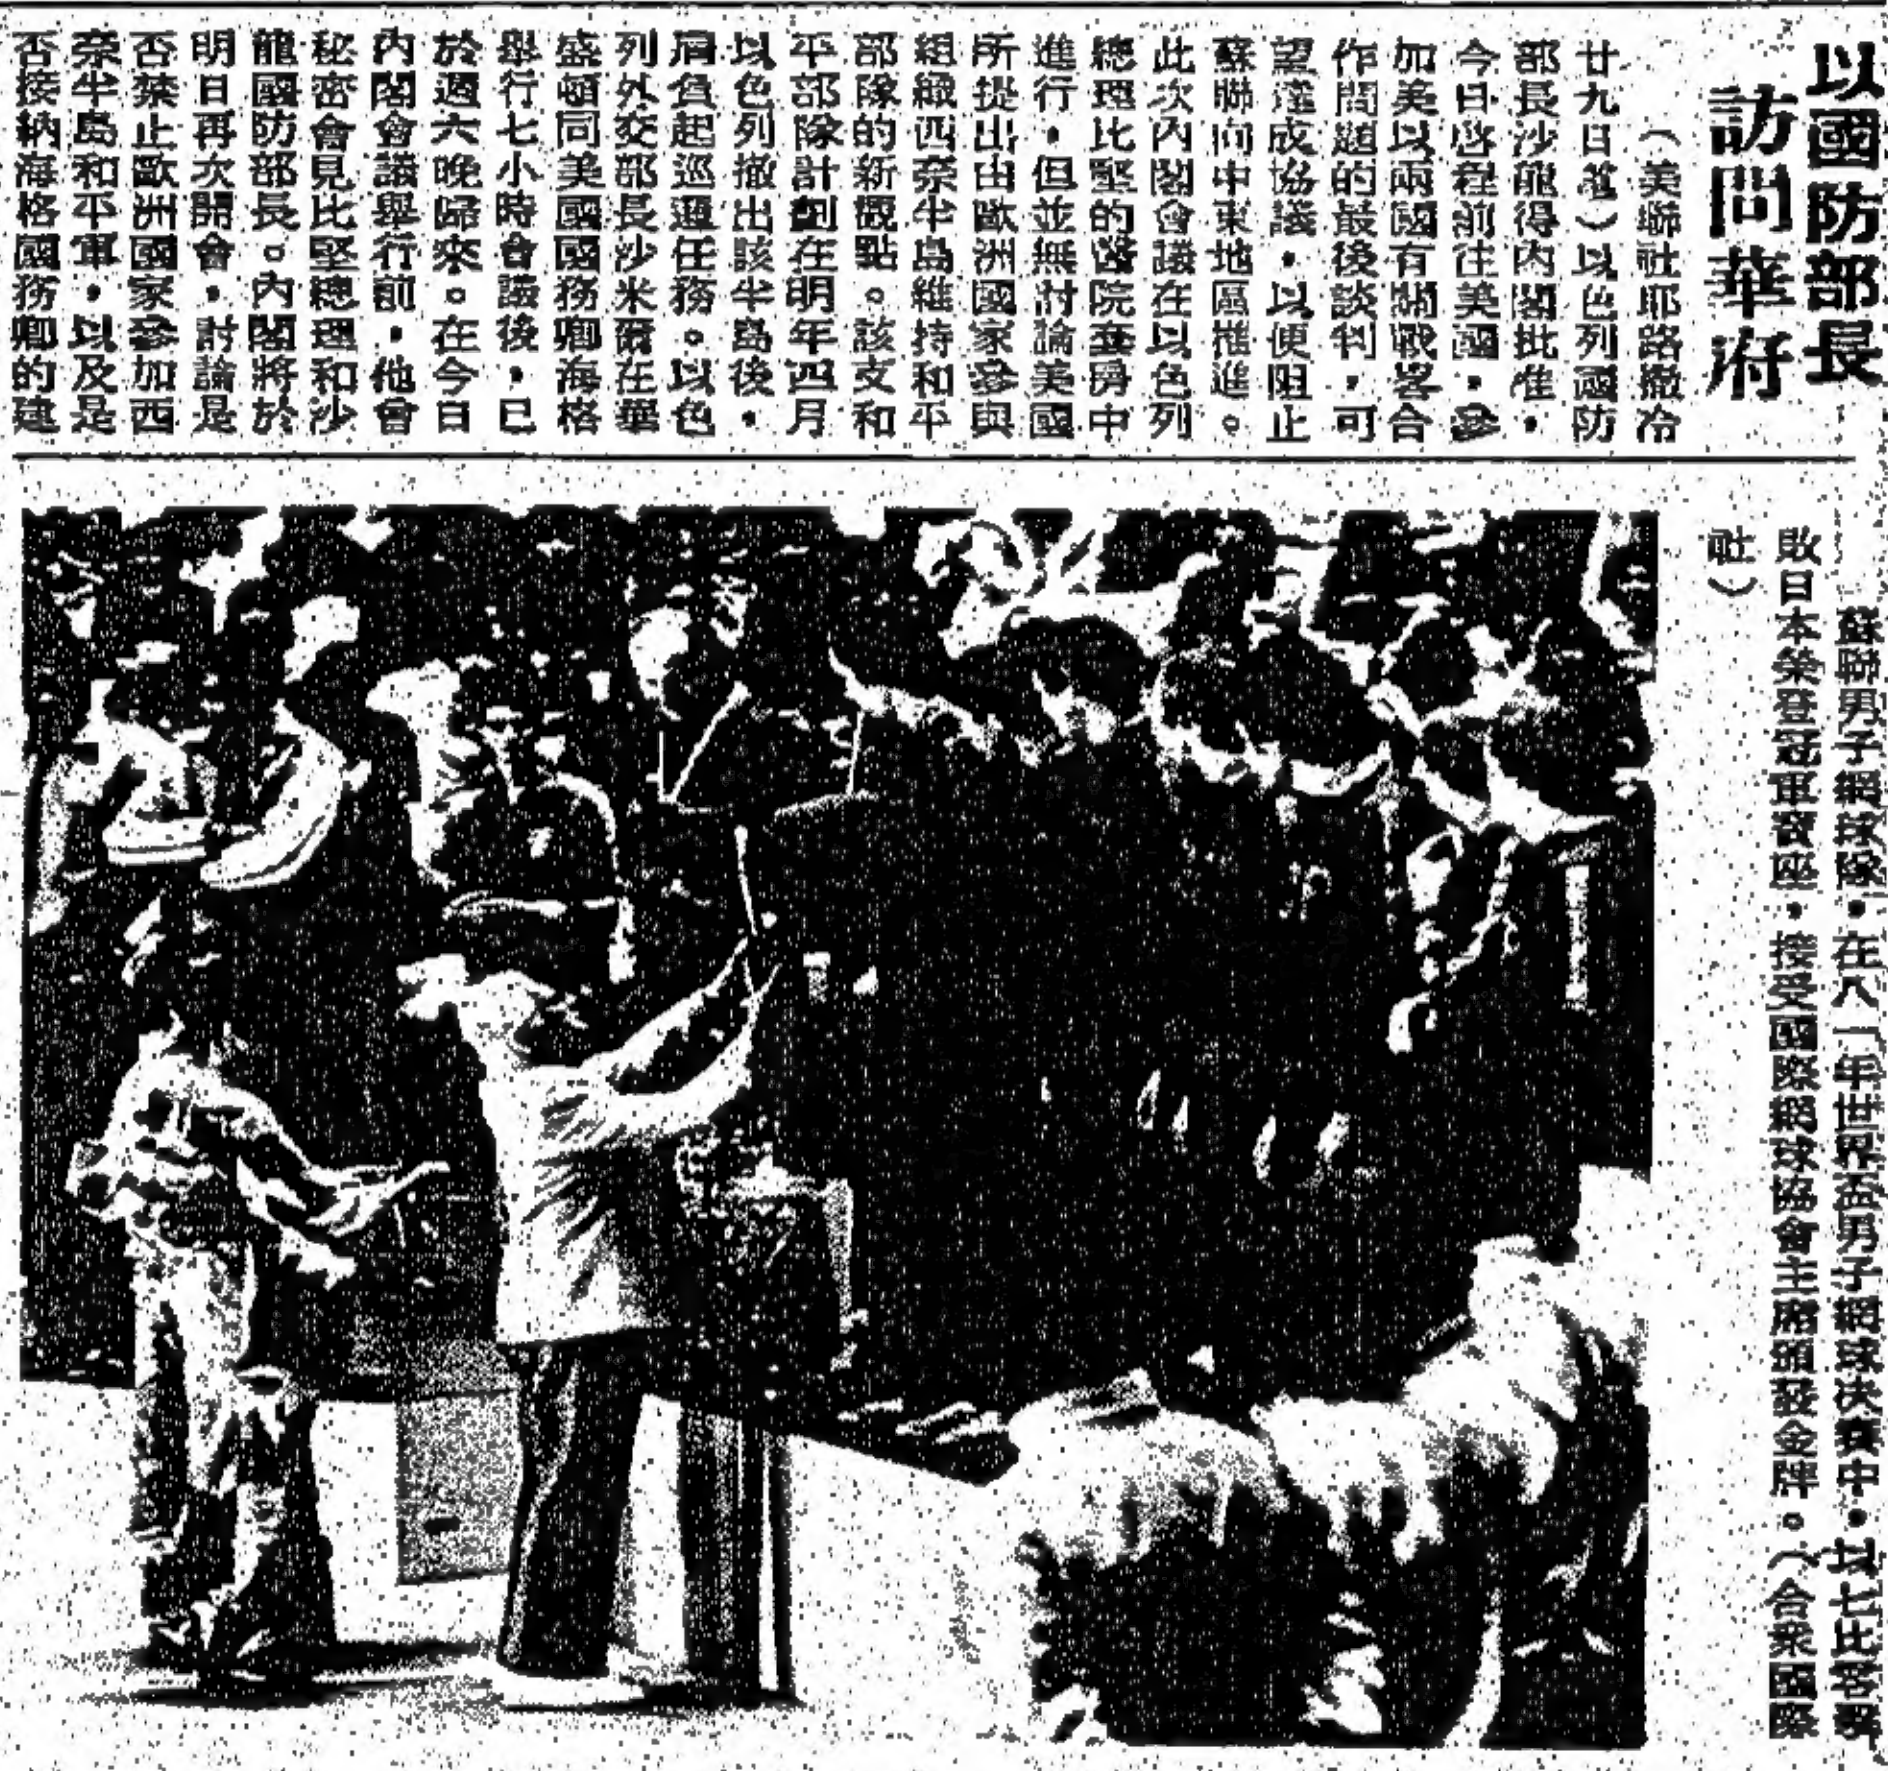 以國防部長
訪問華府
（美聯社耶路撒冷
廿九日電）以色列國防
部長沙龍得內閣批准，
今日啓程前往美國，參
加美以兩國有關戰畧合
作問題的最後談判，可
望達成協議，以便阻止
蘇聯向中東地區推進。
此次內閣會議在以色列
總理比堅的醫院套房中
進行，但並無討論美國
所提出由歐洲國家參與
組織西奈半島維持和平
部隊的新觀點。該支和
平部隊計劃在明年四月
以色列撤出該半島後，
肩負起巡邏任務。以色
列外交部長沙米爾在華
盛頓同美國國務卿海格
舉行七小時會議後，已
於週六晚歸來。在今日
內閣會議舉行前，他會
秘密會見比堅總理和沙
龍國防部長。內閣將於
明日再次開會，討論是
否禁止歐洲國家參加西
奈半島和平軍，以及是
否接納海格國務卿的建
蘇聯男子網球隊，在八一年世界盃男子網球決賽中，以七比零擊
敗日本榮登冠軍寶座，接受國際網球協會主席頒發金牌。（合衆國際
社）